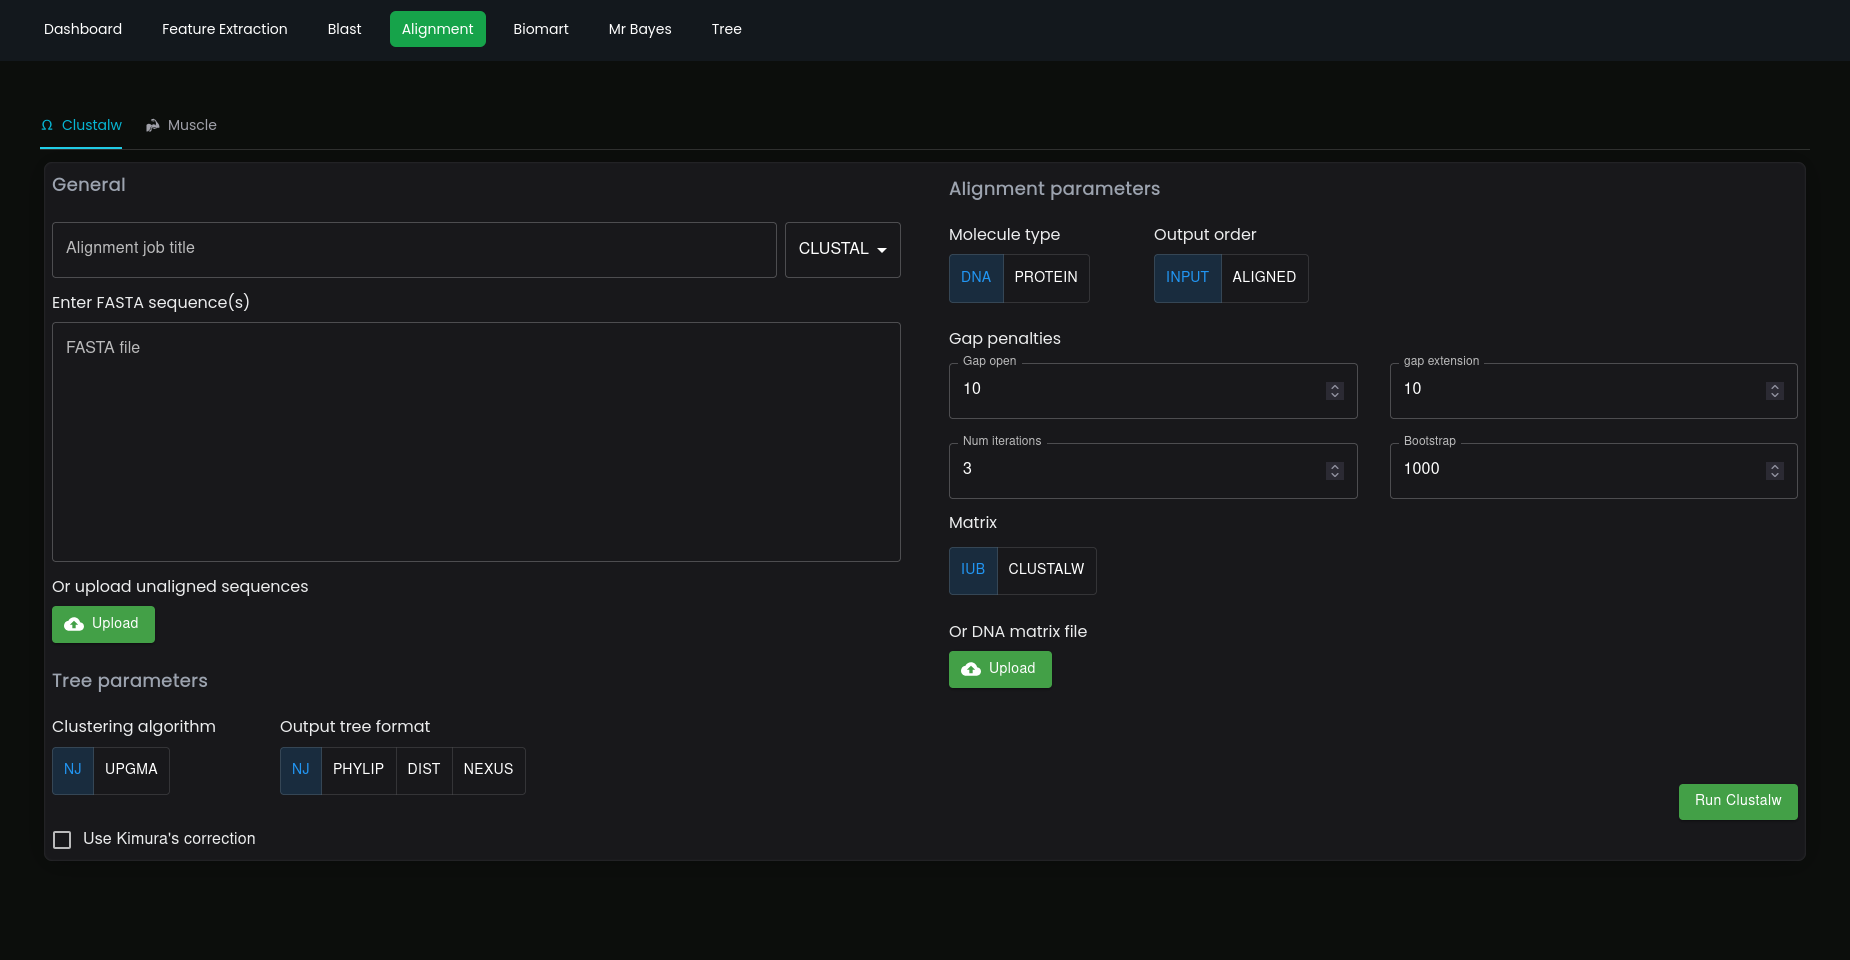 Dashboard Feature Extraction Blast Alignment Biomart Mr Bayes Tree
Ω Clustalw Muscle
General
Alignment job title CLUSTAL
Enter FASTA sequence(s)
FASTA file
Or upload unaligned sequences
Upload
Tree parameters
Clustering algorithm Output tree format
NJ UPGMA NJ PHYLIP DIST NEXUS
Use Kimura's correction
Alignment parameters
Molecule type Output order
DNA PROTEIN INPUT ALIGNED
Gap penalties
Gap open gap extension
10 10
Num iterations Bootstrap
3 1000
Matrix
IUB CLUSTALW
Or DNA matrix file
Upload
Run Clustalw